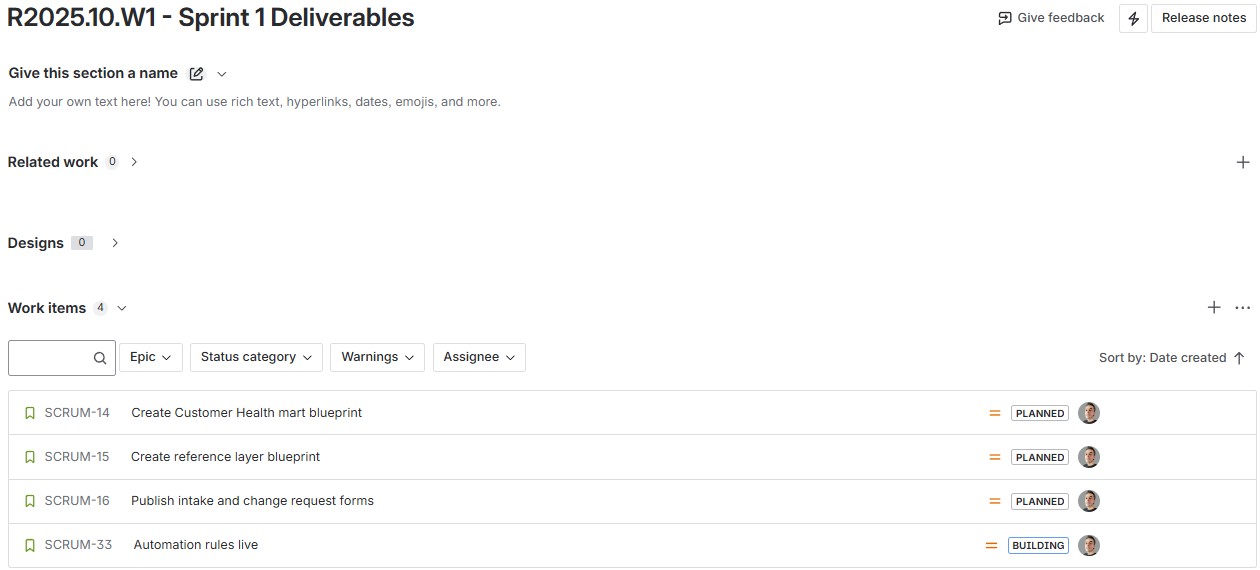 R2025.10.W1 - Sprint 1 Deliverables
Give feedback
Release notes
Give this section a name
Add your own text here! You can use rich text, hyperlinks, dates, emojis, and more.
Related work 0
Designs 0
Work items 4
Epic Status category Warnings Assignee Sort by: Date created
SCRUM-14 Create Customer Health mart blueprint PLANNED
SCRUM-15 Create reference layer blueprint PLANNED
SCRUM-16 Publish intake and change request forms PLANNED
SCRUM-33 Automation rules live BUILDING